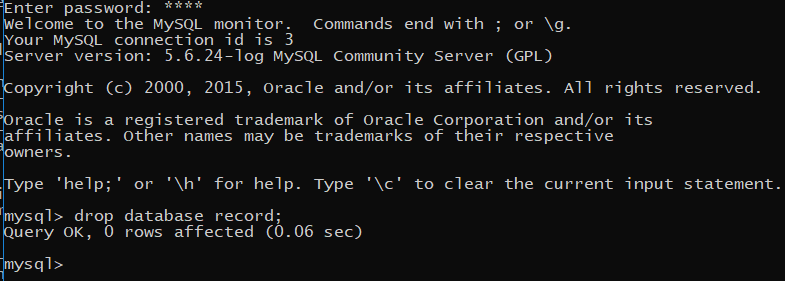 Enter password: ****
Welcome to the MySQL monitor.  Commands end with ; or \g.
Your MySQL connection id is 3
Server version: 5.6.24-log MySQL Community Server (GPL)
Copyright (c) 2000, 2015, Oracle and/or its affiliates. All rights reserved.
Oracle is a registered trademark of Oracle Corporation and/or its
affiliates. Other names may be trademarks of their respective
owners.
Type 'help;' or '\h' for help. Type '\c' to clear the current input statement.
mysql> drop database record;
Query OK, 0 rows affected (0.06 sec)
mysql>